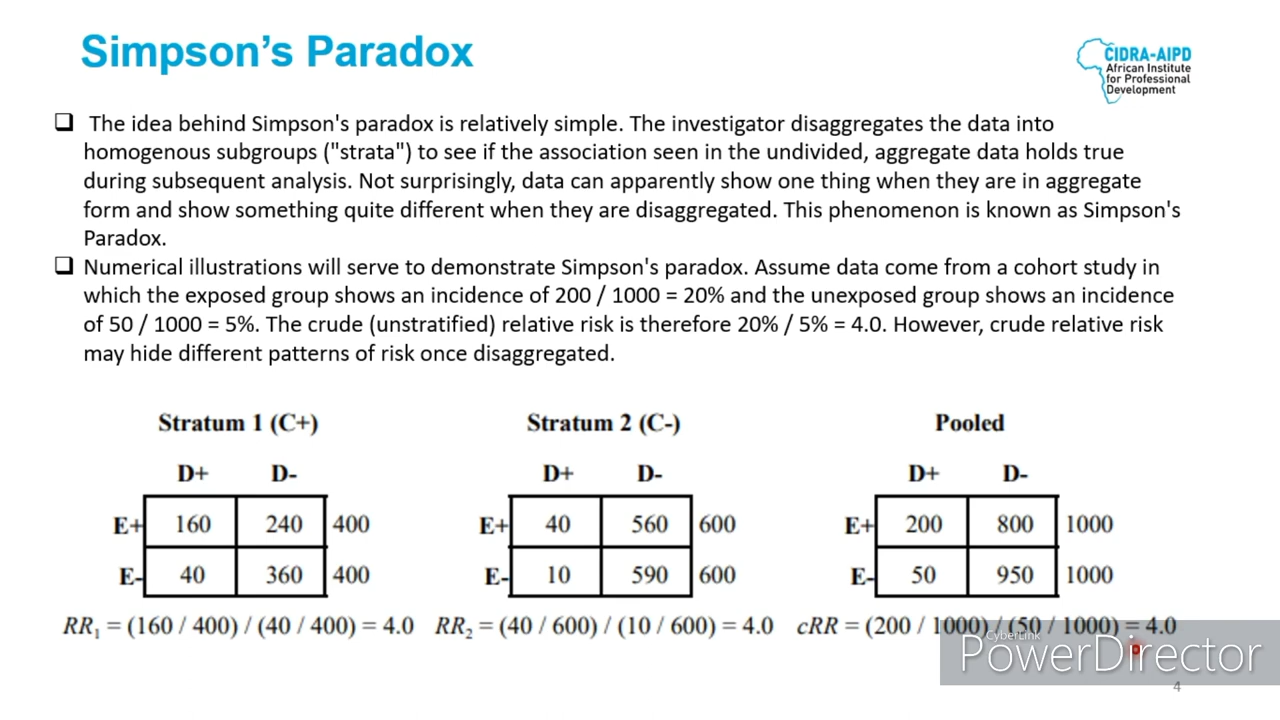 Simpson's Paradox
CIDRA-AIPD
African Institute
for Professional
Development
❑ The idea behind Simpson's paradox is relatively simple. The investigator disaggregates the data into
homogenous subgroups ("strata") to see if the association seen in the undivided, aggregate data holds true
during subsequent analysis. Not surprisingly, data can apparently show one thing when they are in aggregate
form and show something quite different when they are disaggregated. This phenomenon is known as Simpson's
Paradox.
❑ Numerical illustrations will serve to demonstrate Simpson's paradox. Assume data come from a cohort study in
which the exposed group shows an incidence of 200 / 1000 = 20% and the unexposed group shows an incidence
of 50 / 1000 = 5%. The crude (unstratified) relative risk is therefore 20% / 5% = 4.0. However, crude relative risk
may hide different patterns of risk once disaggregated.
Stratum 1 (C+) Stratum 2 (C-) Pooled
D+ D- D+ D- D+ D-
E+ 160 240 400 E+ 40 560 600 E+ 200 800 1000
E- 40 360 400 E- 10 590 600 E- 50 950 1000
RR₁ = (160 / 400) / (40 / 400) = 4.0 RR₂ = (40 / 600) / (10 / 600) = 4.0 cRR = (200 / 1000) / (50 / 1000) = 4.0
CyberLink
PowerDirector
4